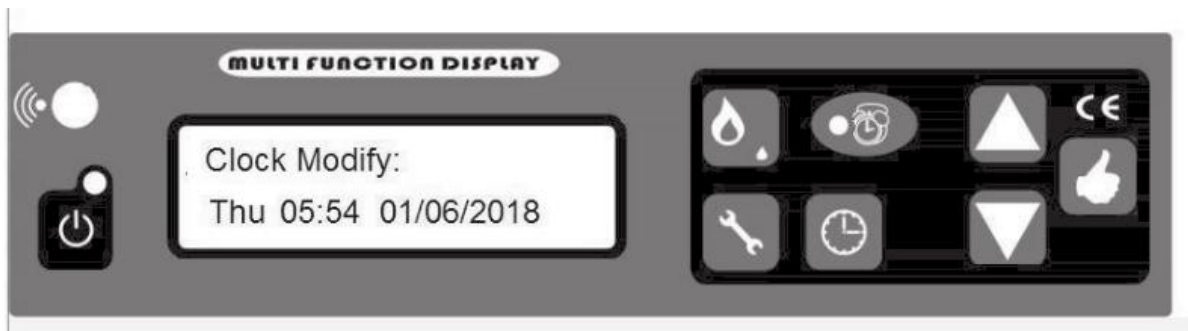 MULTI FUNCTION DISPLAY
Clock Modify:
Thu 05:54 01/06/2018
CE